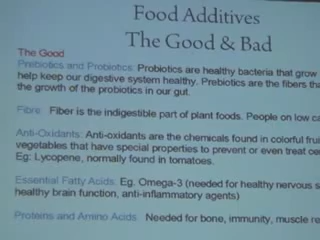 Food Additives
The Good & Bad
The Good
Prebiotics and Probiotics: Probiotics are healthy bacteria that grow
help keep our digestive system healthy. Prebiotics are the fibers tha
the growth of the probiotics in our gut.
Fibre: Fiber is the indigestible part of plant foods. People on low ca
Anti-Oxidants: Anti-oxidants are the chemicals found in colorful frui
vegetables that have special properties to prevent or even treat ce
Eg: Lycopene, normally found in tomatoes.
Essential Fatty Acids: Eg. Omega-3 (needed for healthy nervous s
healthy brain function, anti-inflammatory agents)
Proteins and Amino Acids: Needed for bone, immunity, muscle re